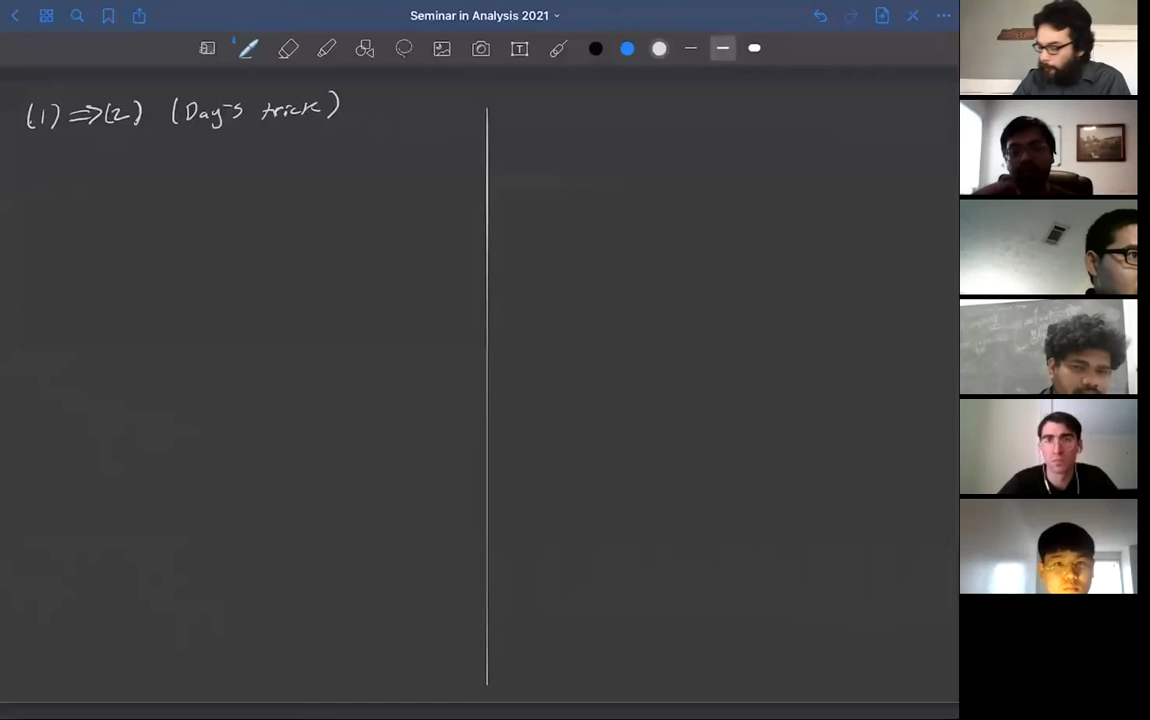 Seminar in Analysis 2021
(1) ⇒ (2) (Day's trick)